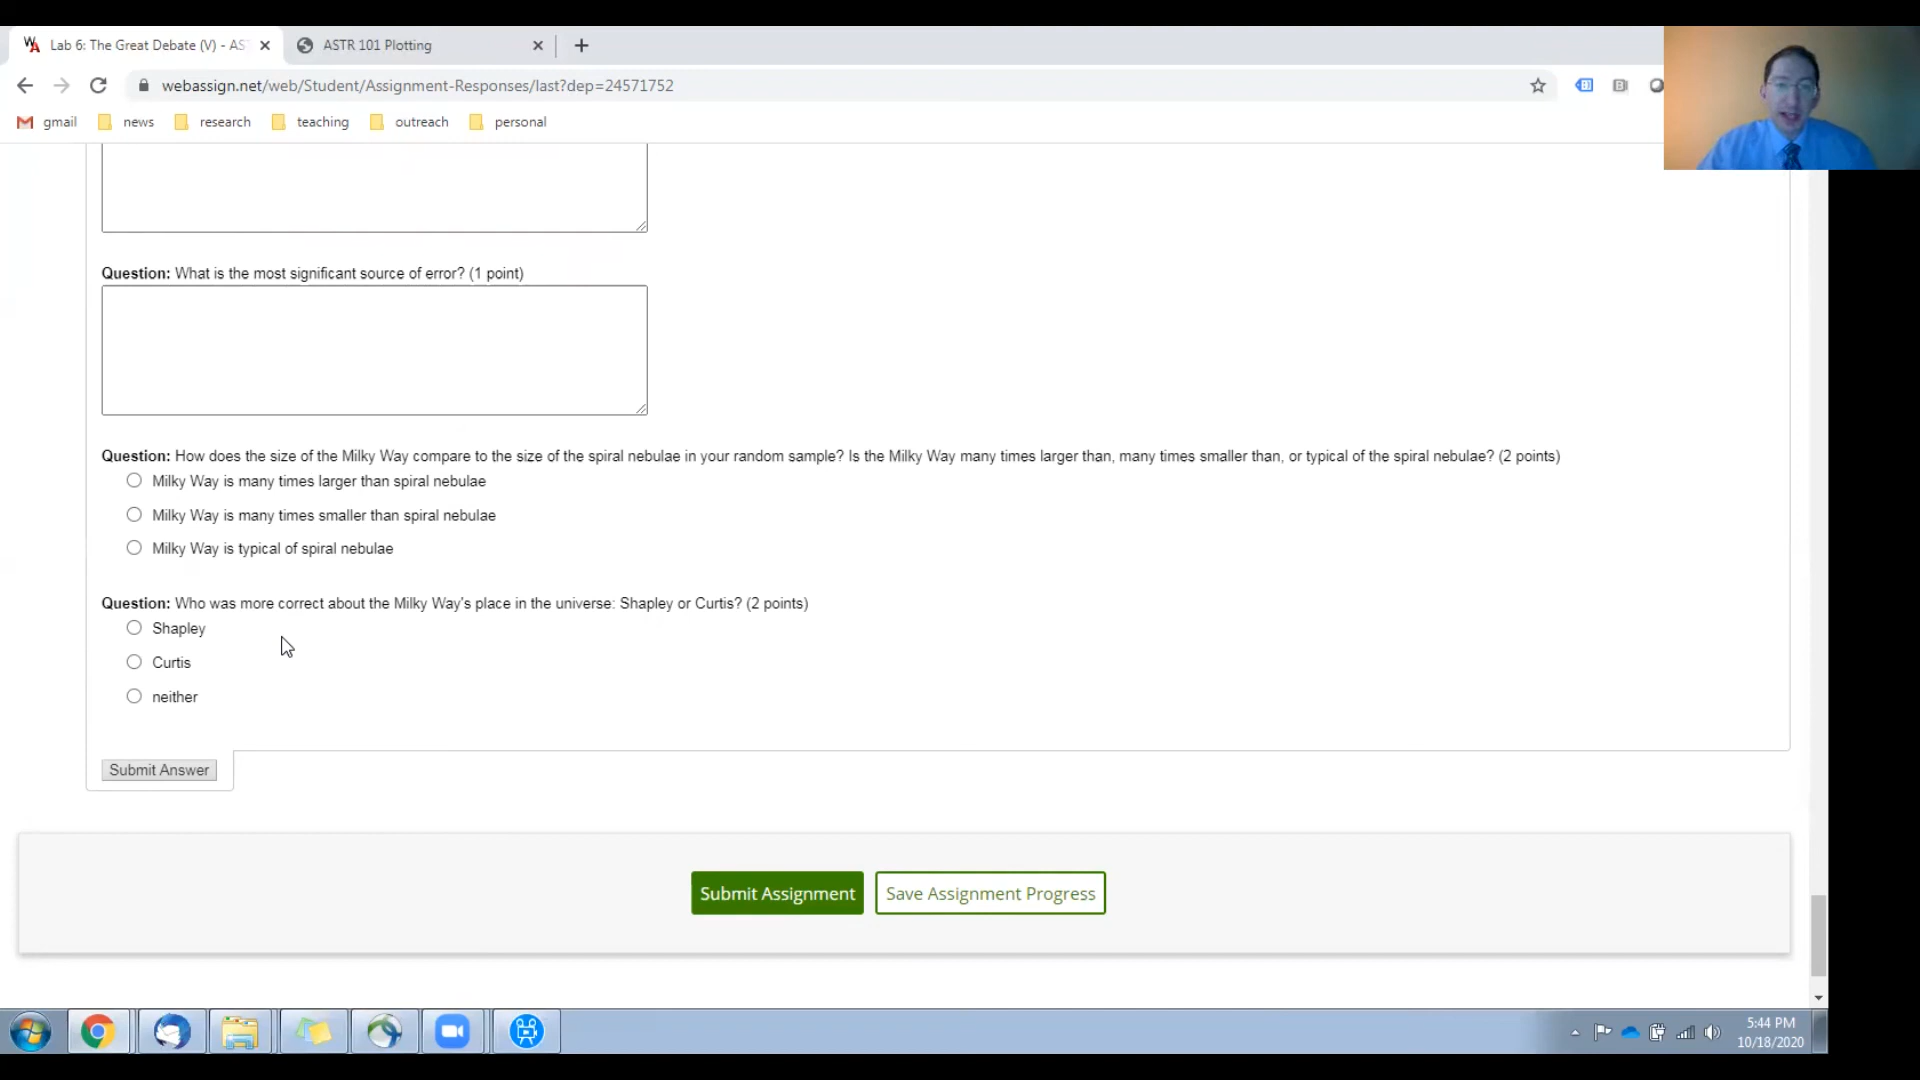 Lab 6: The Great Debate (V) - AS
ASTR 101 Plotting
webassign.net/web/Student/Assignment-Responses/last?dep=24571752
gmail
news
research
teaching
outreach
personal
Question: What is the most significant source of error? (1 point)
Question: How does the size of the Milky Way compare to the size of the spiral nebulae in your random sample? Is the Milky Way many times larger than, many times smaller than, or typical of the spiral nebulae? (2 points)
Milky Way is many times larger than spiral nebulae
Milky Way is many times smaller than spiral nebulae
Milky Way is typical of spiral nebulae
Question: Who was more correct about the Milky Way's place in the universe: Shapley or Curtis? (2 points)
Shapley
Curtis
neither
Submit Answer
Submit Assignment
Save Assignment Progress
5:44 PM
10/18/2020